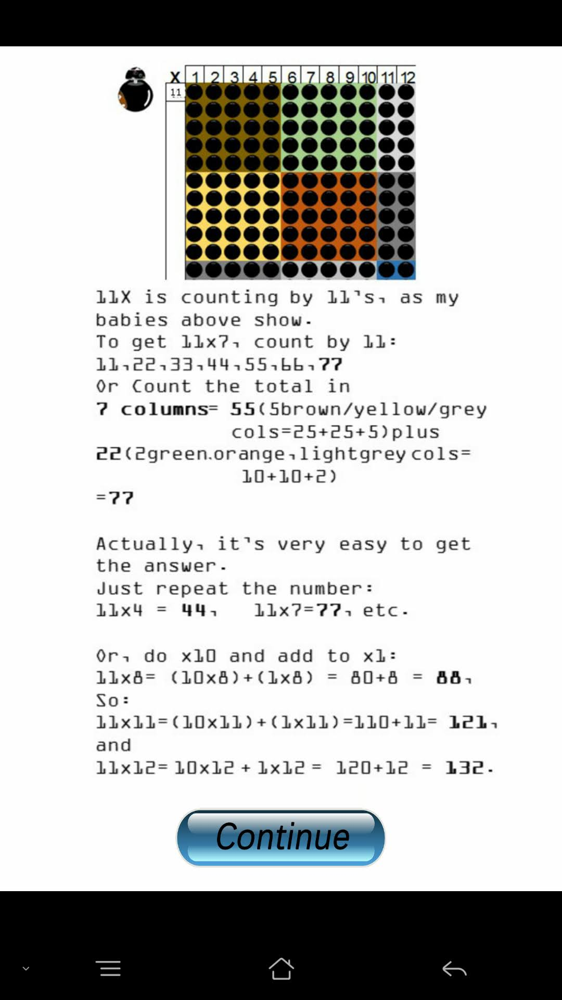 X 1 2 3 4 5 6 7 8 9 10 11 12
11
11X is counting by 11's, as my
babies above show.
To get 11x7, count by 11:
11,22,33,44,55,66,77
Or Count the total in
7 columns= 55(5brown/yellow/grey
cols=25+25+5)plus
22(2green.orange,lightgrey cols=
10+10+2)
=77
Actually, it's very easy to get
the answer.
Just repeat the number:
11x4 = 44, 11x7=77, etc.
Or, do x10 and add to x1:
11x8= (10x8)+(1x8) = 80+8 = 88,
So:
11x11=(10x11)+(1x11)=110+11= 121,
and
11x12= 10x12 + 1x12 = 120+12 = 132.
Continue